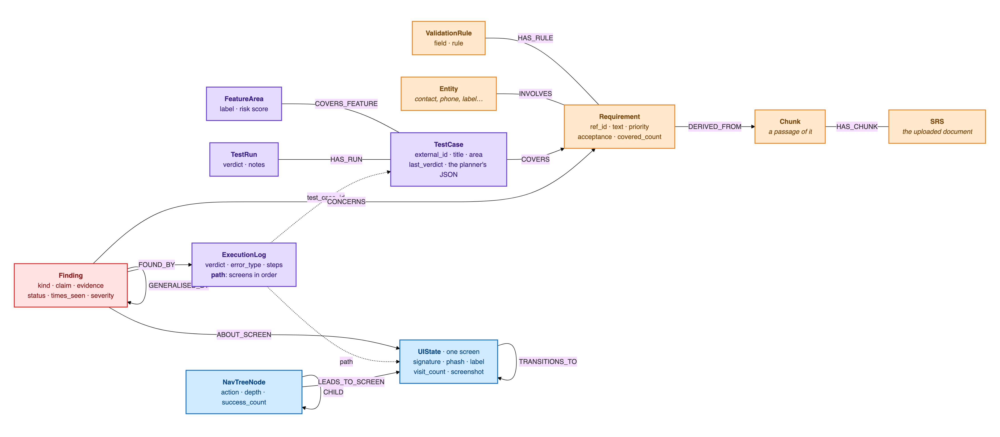 ValidationRule
field · rule
HAS_RULE
Entity
contact, phone, label...
INVOLVES
FeatureArea
label · risk score
COVERS_FEATURE
Requirement
ref_id · text · priority
acceptance · covered_count
DERIVED_FROM
Chunk
a passage of it
HAS_CHUNK
SRS
the uploaded document
TestRun
verdict · notes
HAS_RUN
TestCase
external_id · title · area
last_verdict · the planner's
JSON
COVERS
CONCERNS
ExecutionLog
verdict · error_type · steps
path: screens in order
FOUND_BY
Finding
kind · claim · evidence
status · times_seen · severity
ABOUT_SCREEN
path
UIState · one screen
signature · phash · label
visit_count · screenshot
TRANSITIONS_TO
NavTreeNode
action · depth ·
success_count
LEADS_TO_SCREEN
CHILD